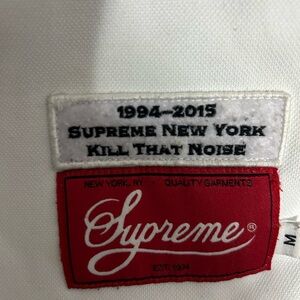 1994–2015
SUPREME NEW YORK
KILL THAT NOISE
NEW YORK, NY QUALITY GARMENTS
Supreme®
EST. 1994
M